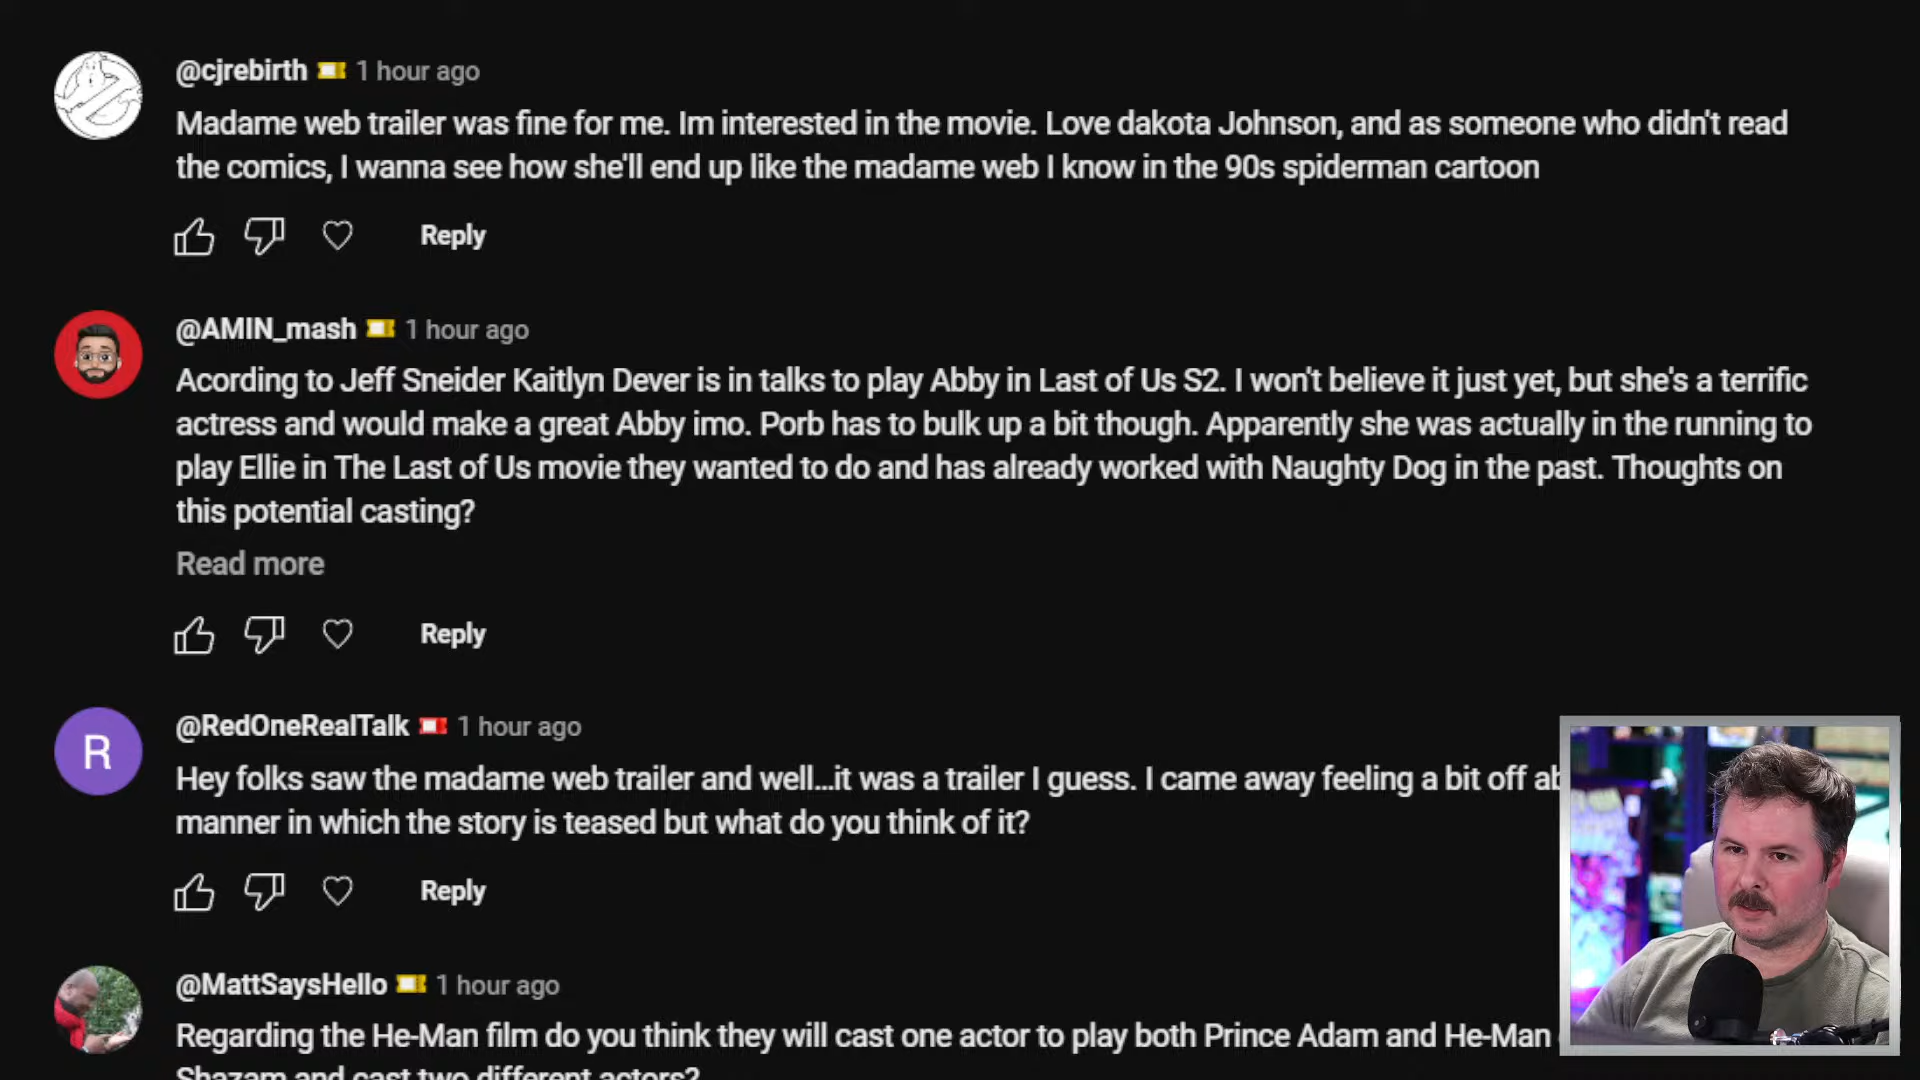 @cjrebirth 1 hour ago
Madame web trailer was fine for me. Im interested in the movie. Love dakota Johnson, and as someone who didn't read
the comics, I wanna see how she'll end up like the madame web I know in the 90s spiderman cartoon
Reply
@AMIN_mash 1 hour ago
Acording to Jeff Sneider Kaitlyn Dever is in talks to play Abby in Last of Us S2. I won't believe it just yet, but she's a terrific
actress and would make a great Abby imo. Porb has to bulk up a bit though. Apparently she was actually in the running to
play Ellie in The Last of Us movie they wanted to do and has already worked with Naughty Dog in the past. Thoughts on
this potential casting?
Read more
Reply
R
@RedOneRealTalk 1 hour ago
Hey folks saw the madame web trailer and well...it was a trailer I guess. I came away feeling a bit off
manner in which the story is teased but what do you think of it?
Reply
@MattSaysHello 1 hour ago
Regarding the He-Man film do you think they will cast one actor to play both Prince Adam and He-Man
Shazam and cast two different actors?